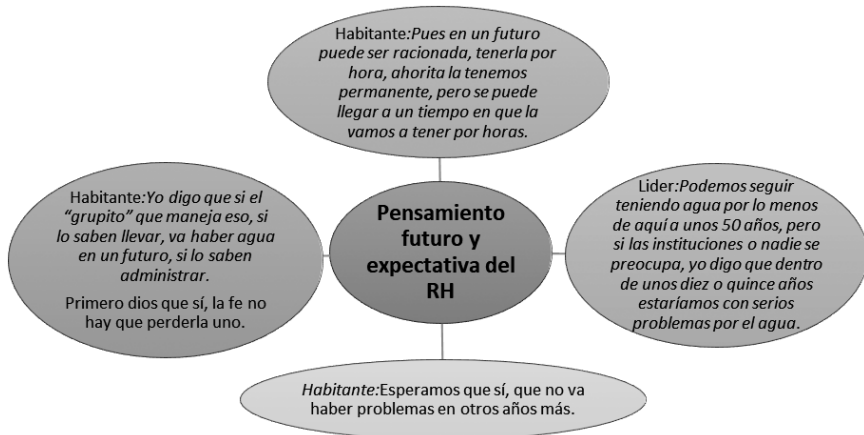 Habitante:Pues en un futuro
puede ser racionada, tenerla por
hora, ahorita la tenemos
permanente, pero se puede
llegar a un tiempo en que la
vamos a tener por horas.
Habitante:Yo digo que si el
“grupito” que maneja eso, si
lo saben llevar, va haber agua
en un futuro, si lo saben
administrar.
Primero dios que sí, la fe no
hay que perderla uno.
Pensamiento
futuro y
expectativa del
RH
Lider:Podemos seguir
teniendo agua por lo menos
de aquí a unos 50 años, pero
si las instituciones o nadie se
preocupa, yo digo que dentro
de unos diez o quince años
estaríamos con serios
problemas por el agua.
Habitante:Esperamos que sí, que no va
haber problemas en otros años más.